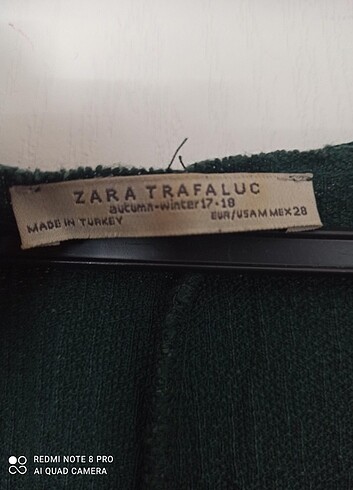 ZARA TRAFALUC
autumn-winter 17-18
MADE IN TURKEY
EUR/USA M MEX 28
REDMI NOTE 8 PRO
AI QUAD CAMERA